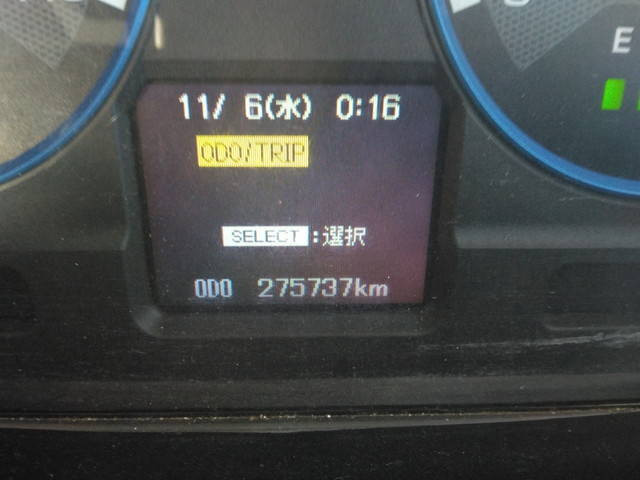 11/ 6(水) 0:16
ODO/TRIP
SELECT:選択
ODO 275737km
E